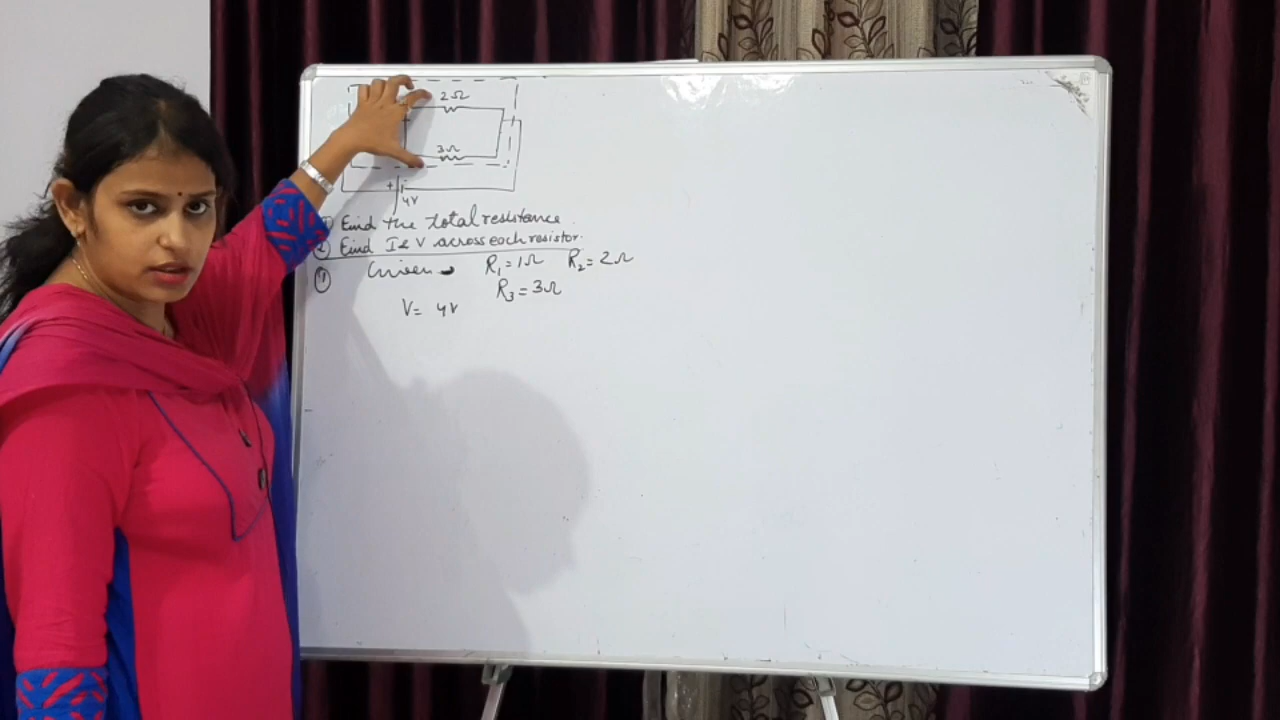 2Ω
3Ω
+
4V
Find the total resistance.
② Find I & V across each resistor.
① Given R₁=1Ω R₂=2Ω
R₃=3Ω
V= 4V